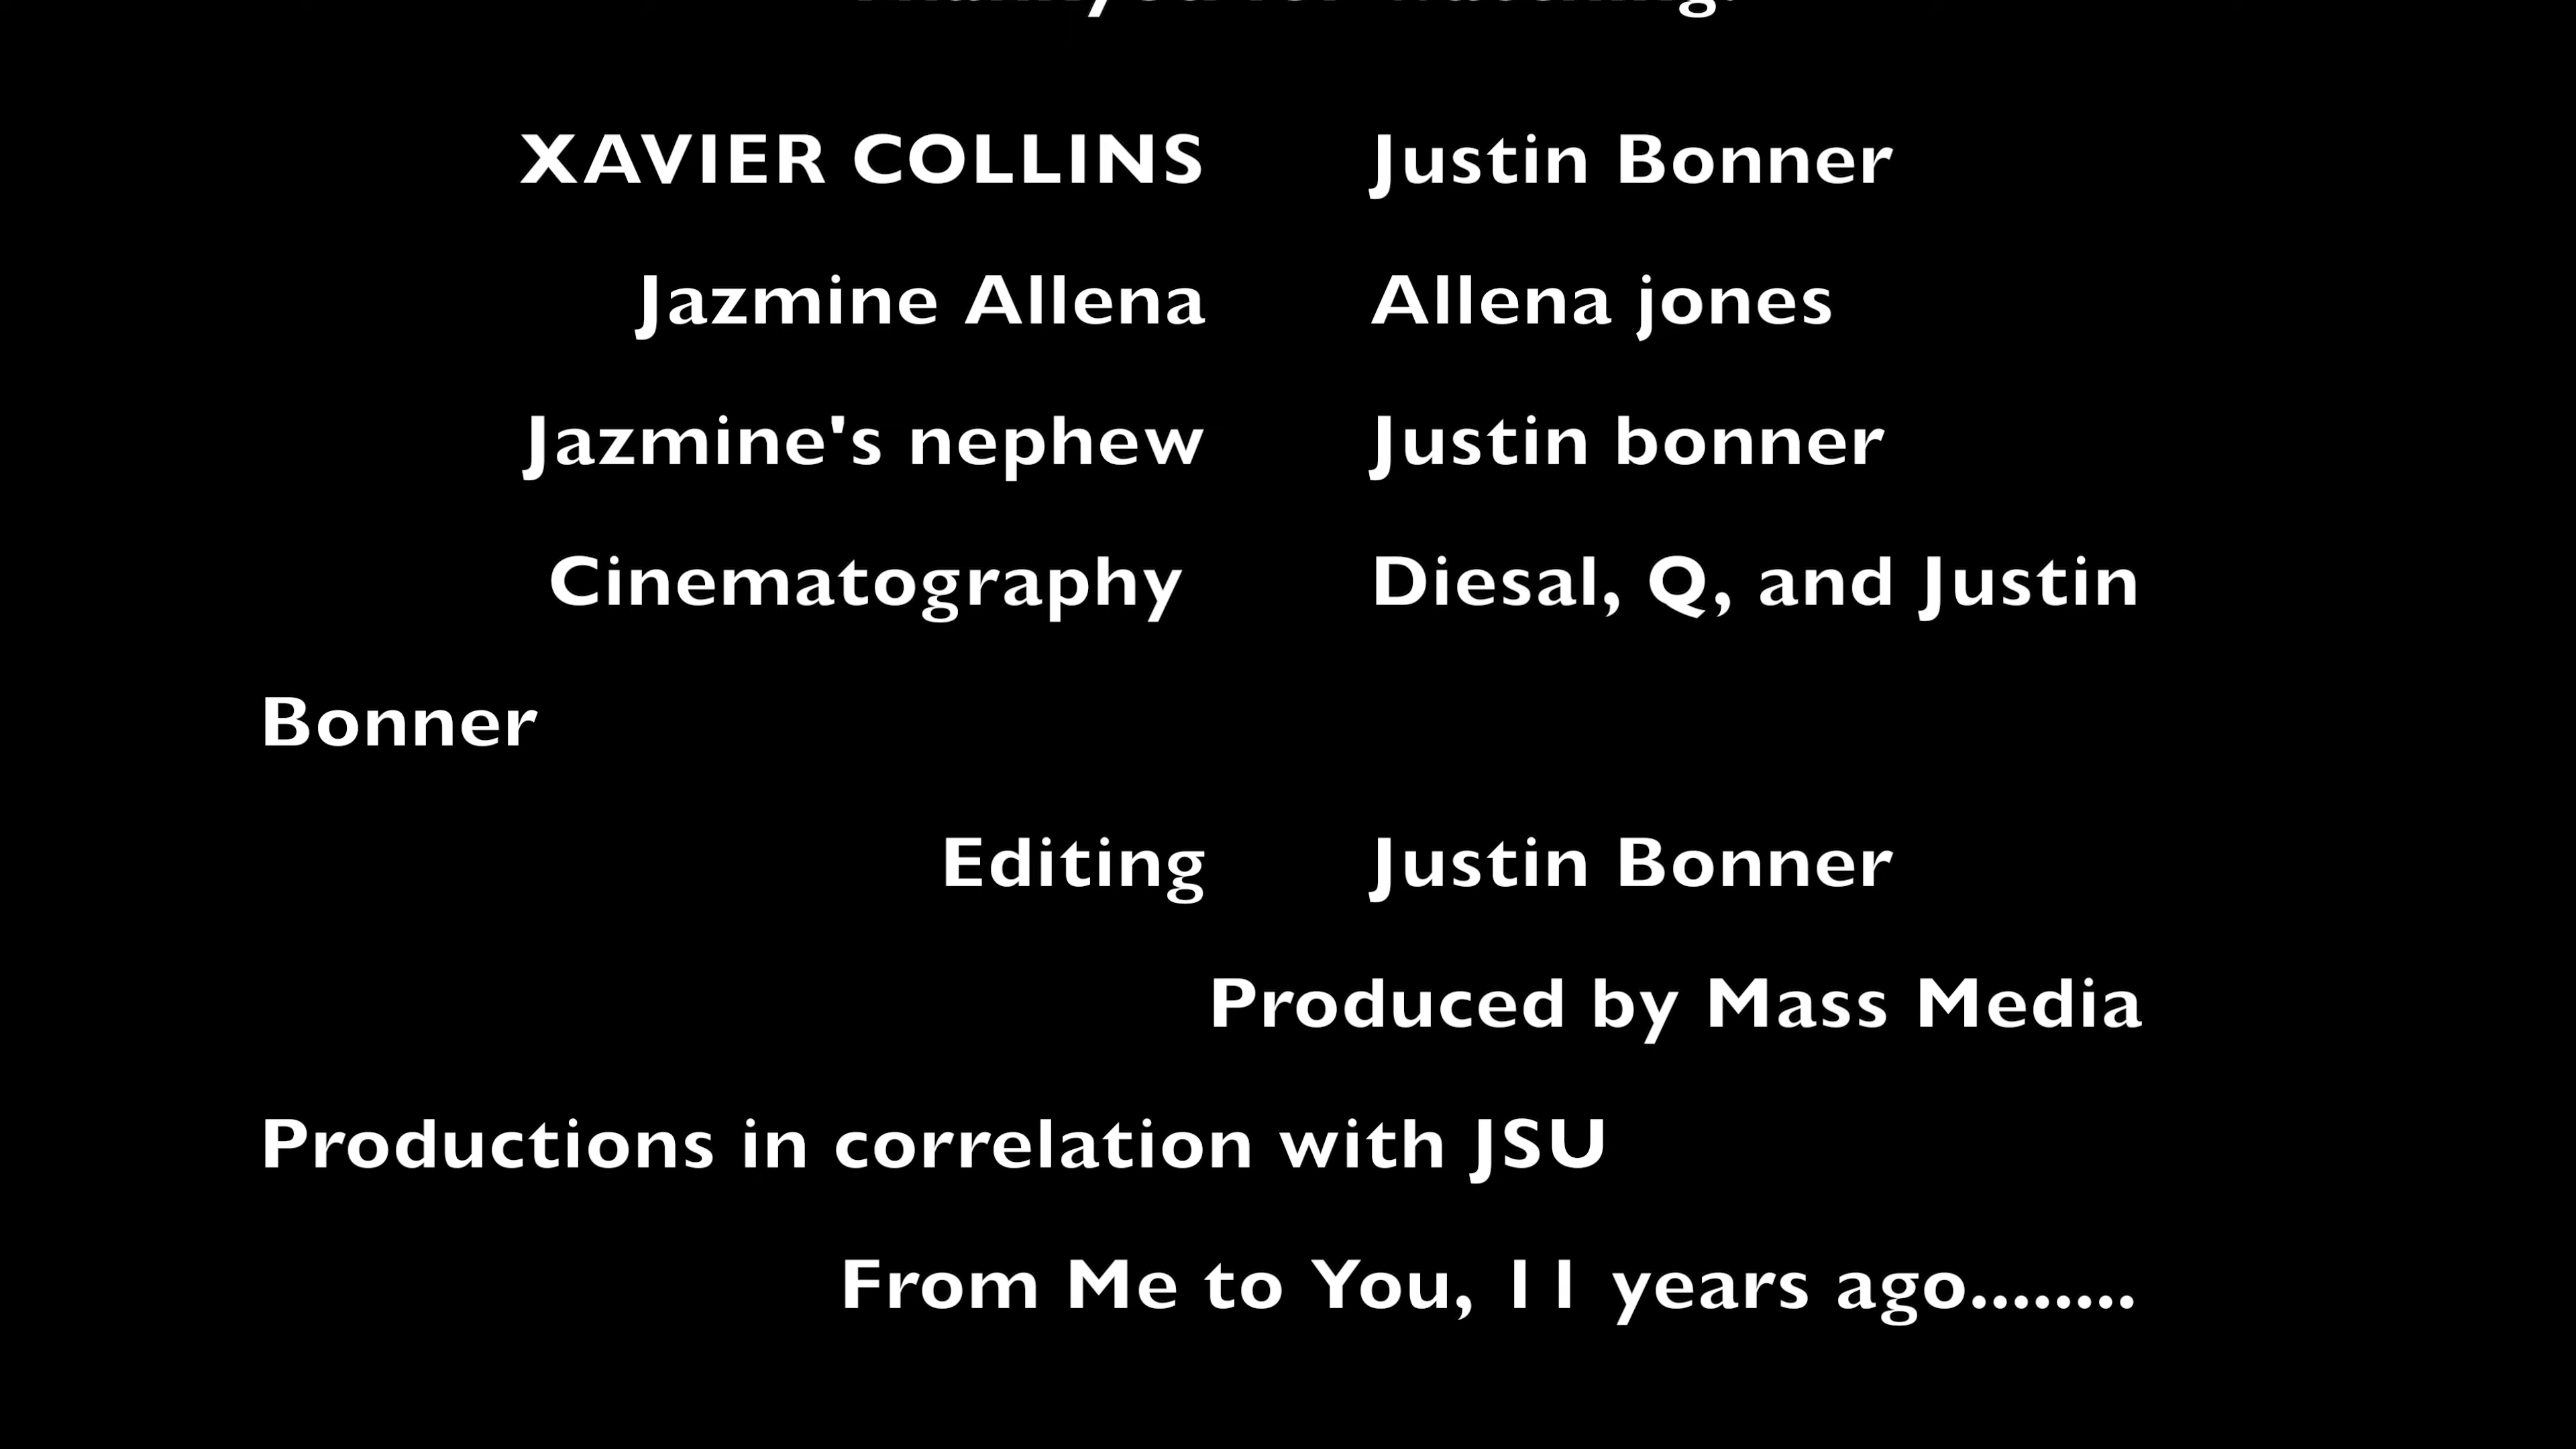 XAVIER COLLINS Justin Bonner
Jazmine Allena Allena jones
Jazmine's nephew Justin bonner
Cinematography Diesal, Q, and Justin
Bonner
Editing Justin Bonner
Produced by Mass Media
Productions in correlation with JSU
From Me to You, 11 years ago........